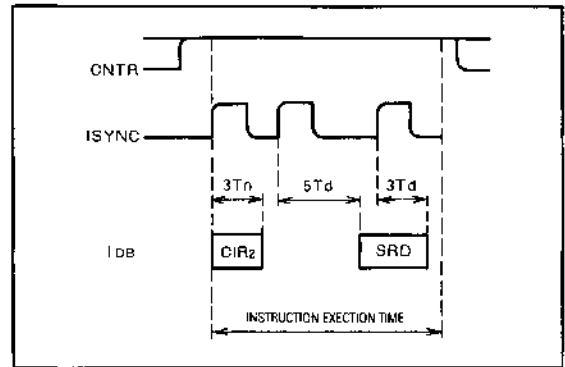 CNTR
ISYNC
3Tn 5Td 3Td
IDB CIR2 SRD
INSTRUCTION EXECTION TIME